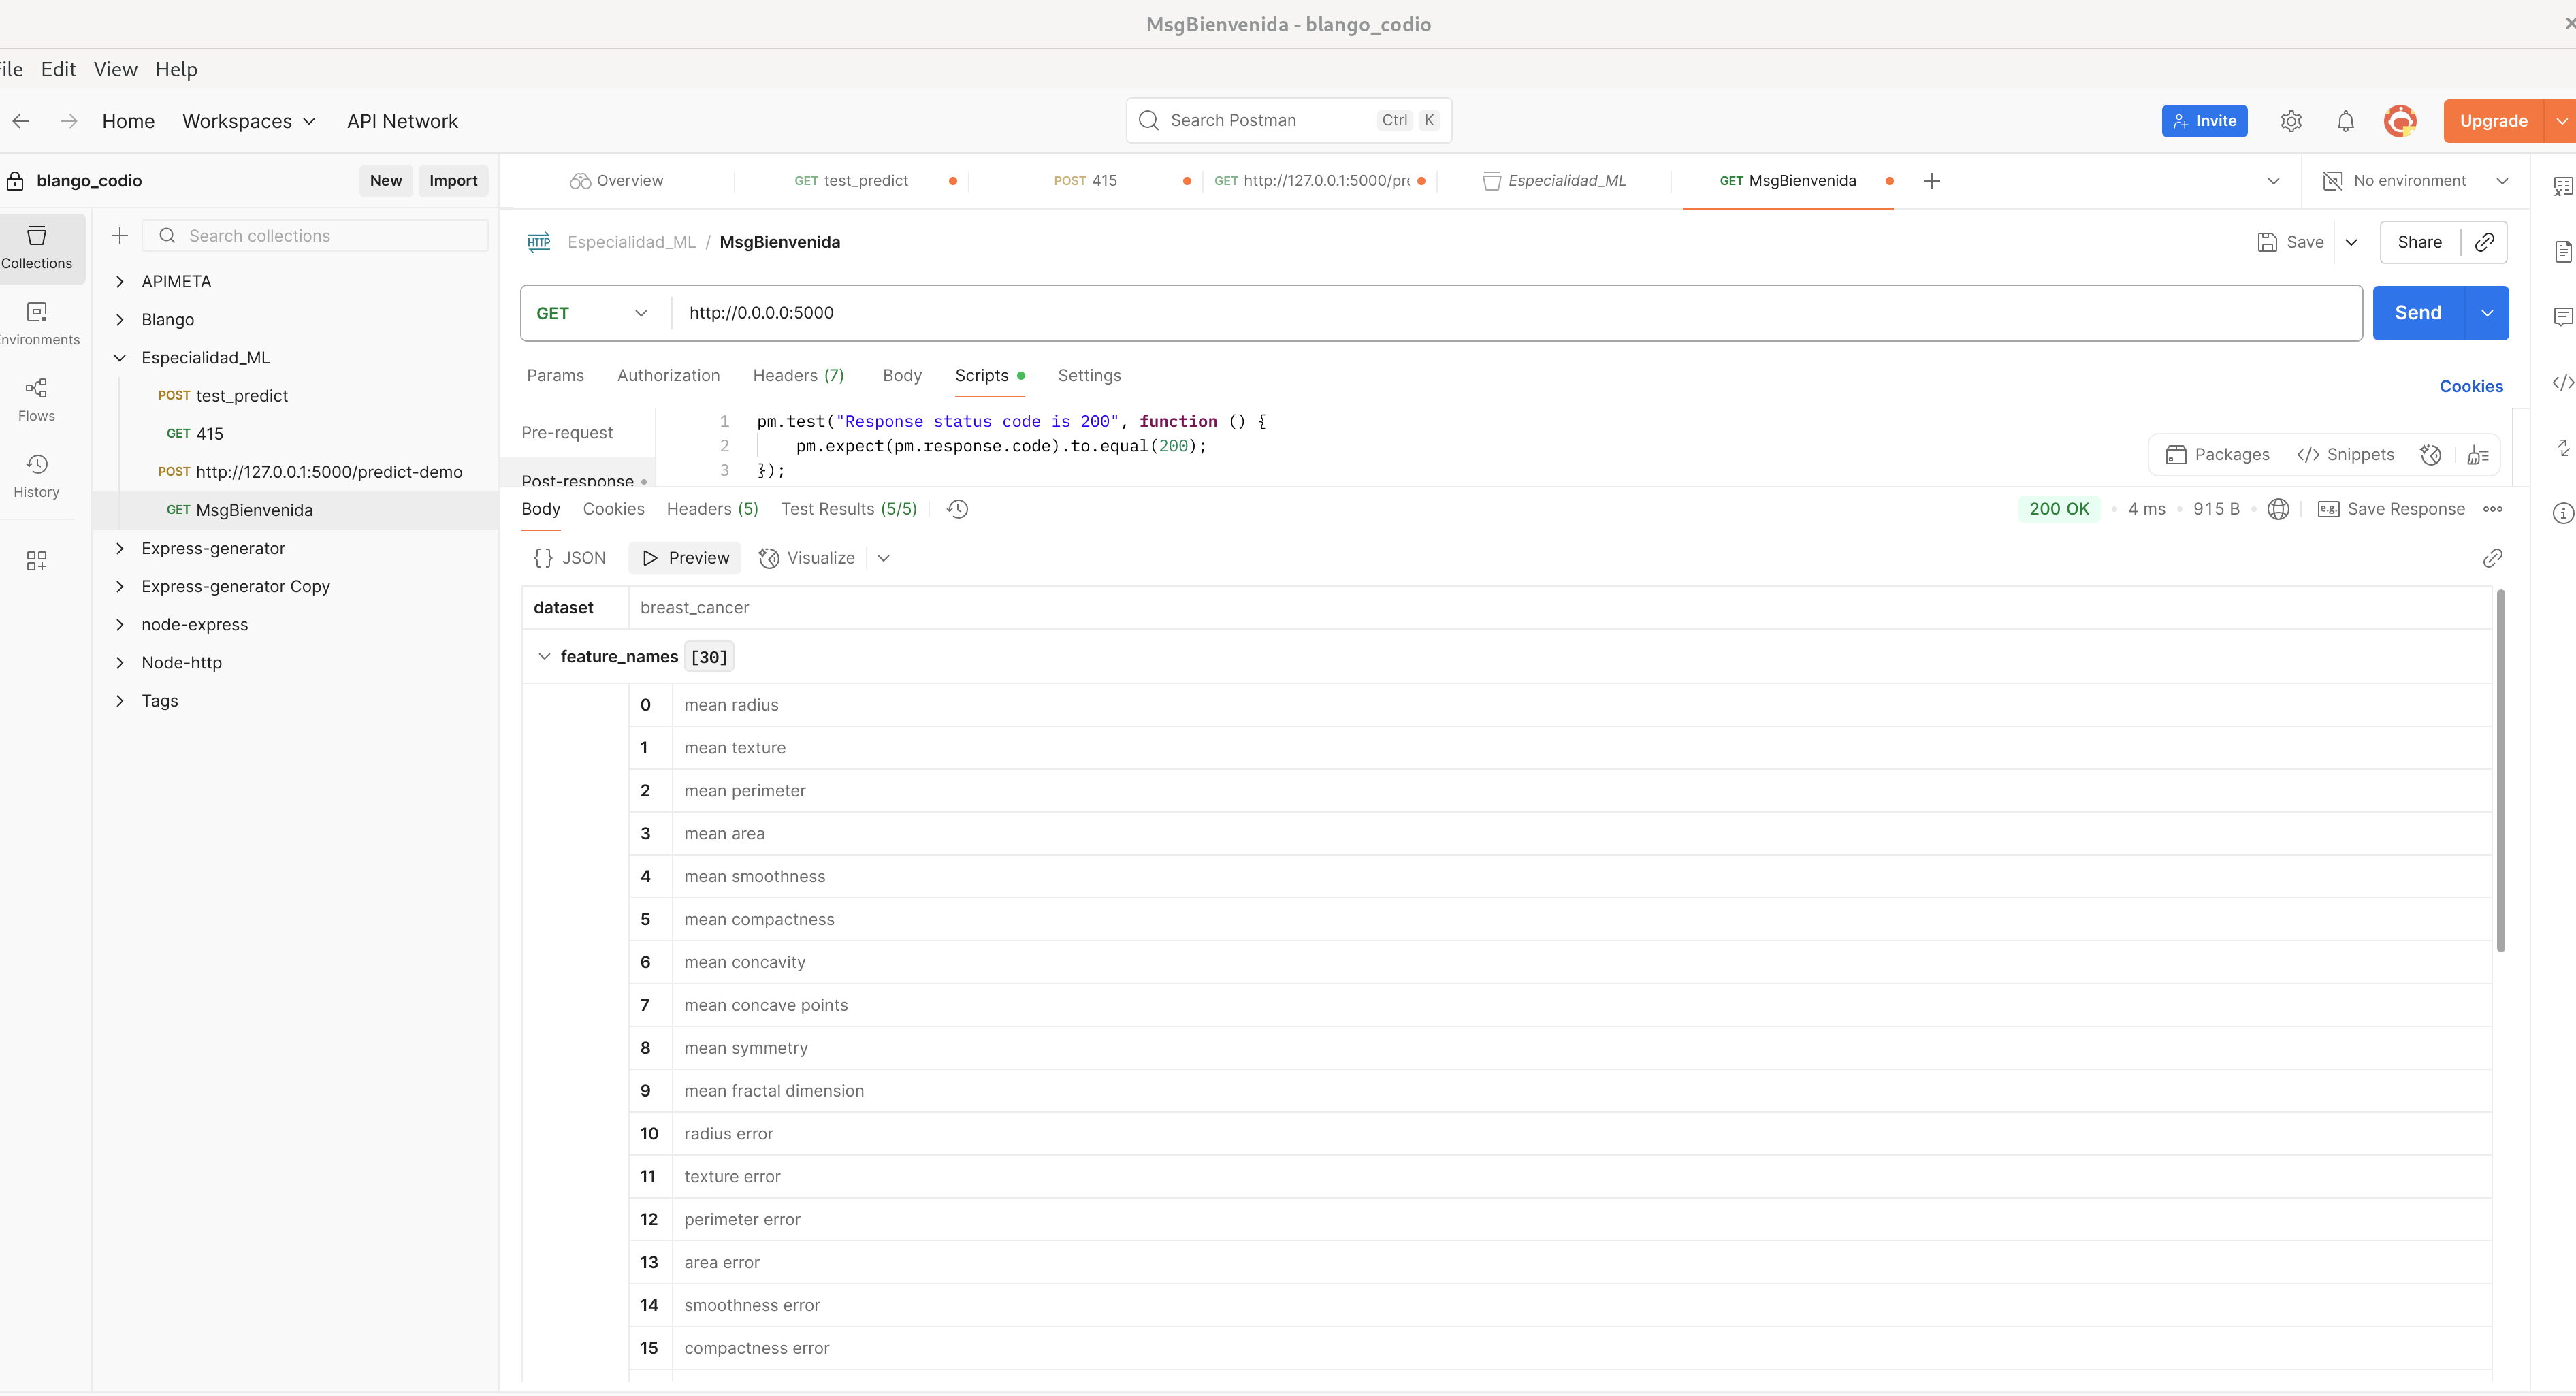 MsgBienvenida - blango_codio
File Edit View Help
Home Workspaces API Network
Search Postman Ctrl K
Invite
Upgrade
blango_codio New Import
Overview GET test_predict POST 415 GET http://127.0.0.1:5000/pre Especialidad_ML GET MsgBienvenida No environment
Collections
Environments
Flows
History
Search collections
APIMETA
Blango
Especialidad_ML
POST test_predict
GET 415
POST http://127.0.0.1:5000/predict-demo
GET MsgBienvenida
Express-generator
Express-generator Copy
node-express
Node-http
Tags
HTTP Especialidad_ML / MsgBienvenida Save Share
GET http://0.0.0.0:5000 Send
Params Authorization Headers (7) Body Scripts Settings Cookies
Pre-request
Post-response
1 pm.test("Response status code is 200", function () {
2 pm.expect(pm.response.code).to.equal(200);
3 });
Packages </> Snippets
Body Cookies Headers (5) Test Results (5/5) 200 OK 4 ms 915 B e.g. Save Response
{} JSON Preview Visualize
dataset breast_cancer
feature_names [30]
0 mean radius
1 mean texture
2 mean perimeter
3 mean area
4 mean smoothness
5 mean compactness
6 mean concavity
7 mean concave points
8 mean symmetry
9 mean fractal dimension
10 radius error
11 texture error
12 perimeter error
13 area error
14 smoothness error
15 compactness error